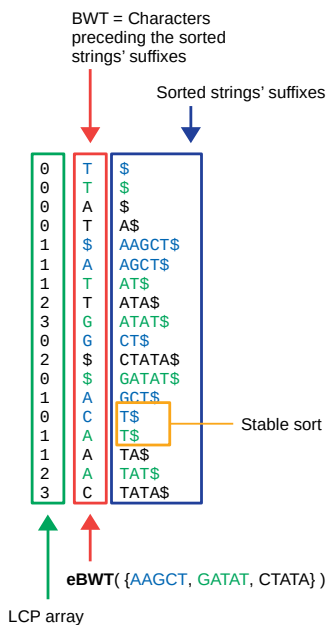 BWT = Characters
preceding the sorted
strings' suffixes
Sorted strings' suffixes
0 T $
0 T $
0 A $
0 T A$
1 $ AAGCT$
1 A AGCT$
1 T AT$
2 T ATA$
3 G ATAT$
0 G CT$
2 $ CTATA$
0 $ GATAT$
1 A GCT$
0 C T$
1 A T$
1 A TA$
2 A TAT$
3 C TATA$
Stable sort
eBWT( {AAGCT, GATAT, CTATA} )
LCP array